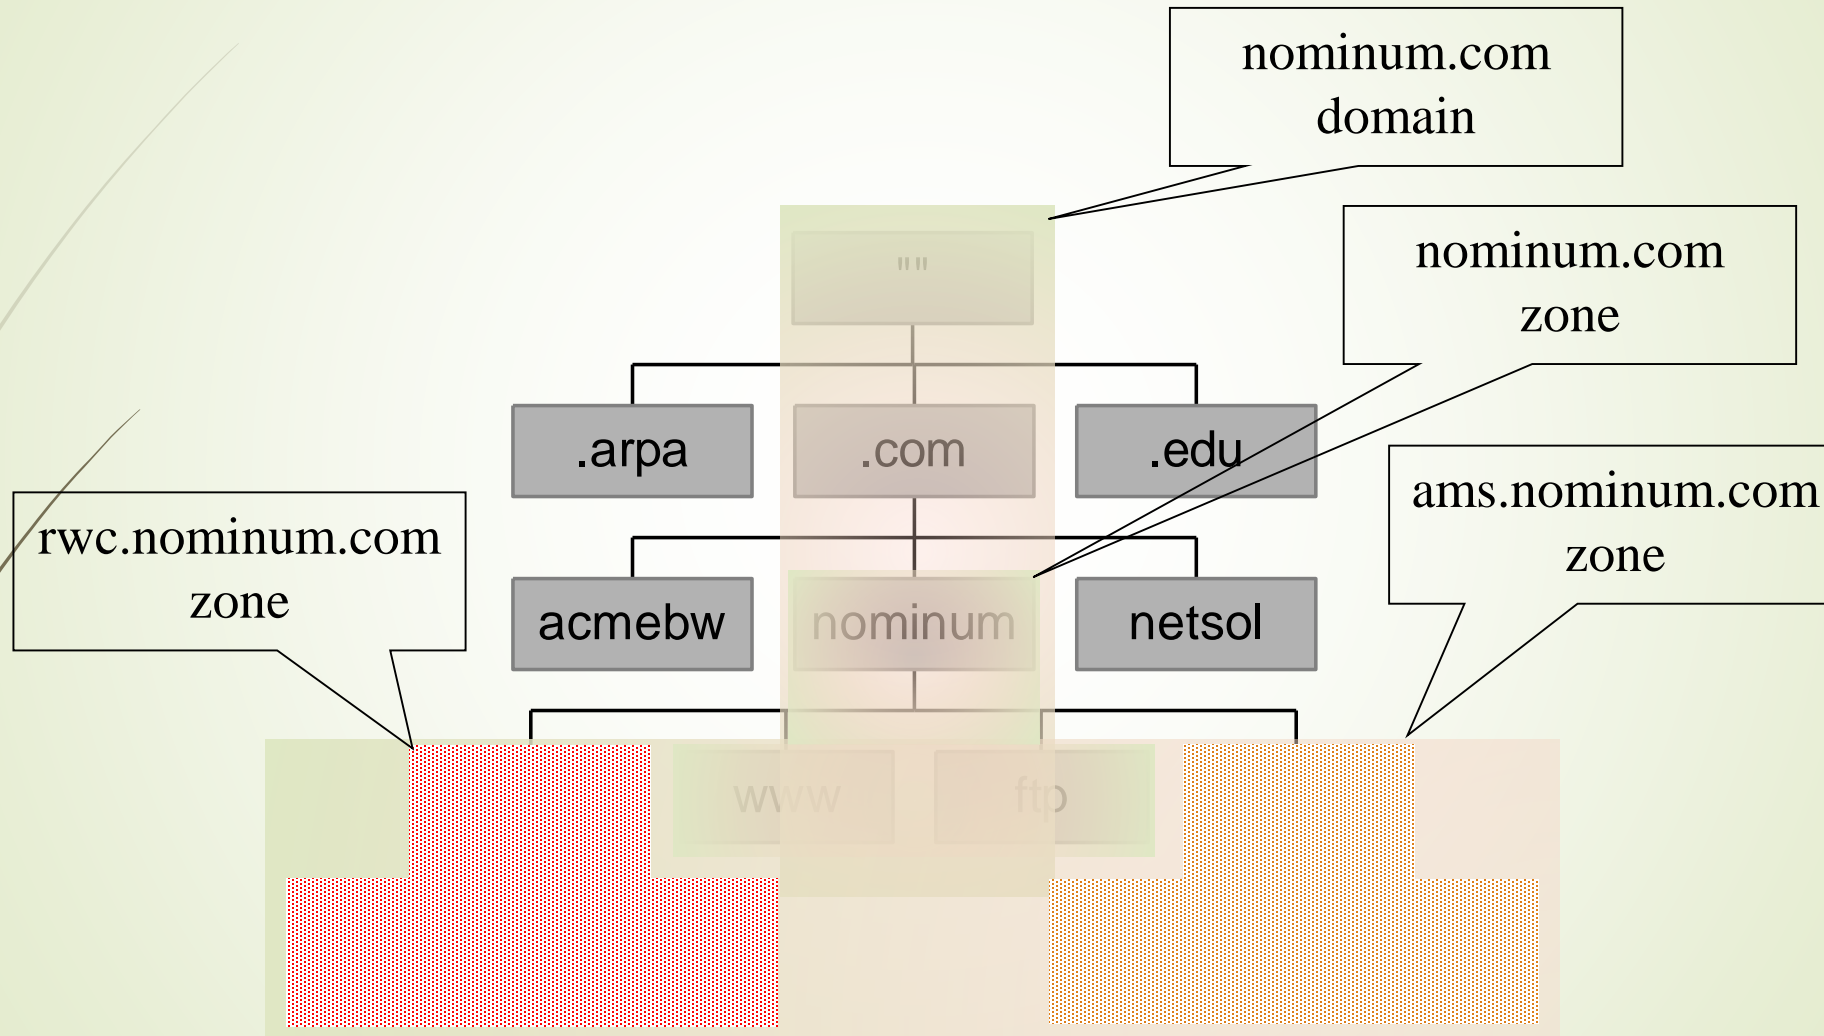 nominum.com
domain
nominum.com
zone
""
.arpa
.com
.edu
ams.nominum.com
zone
rwc.nominum.com
zone
acmebw
nominum
netsol
www
ftp